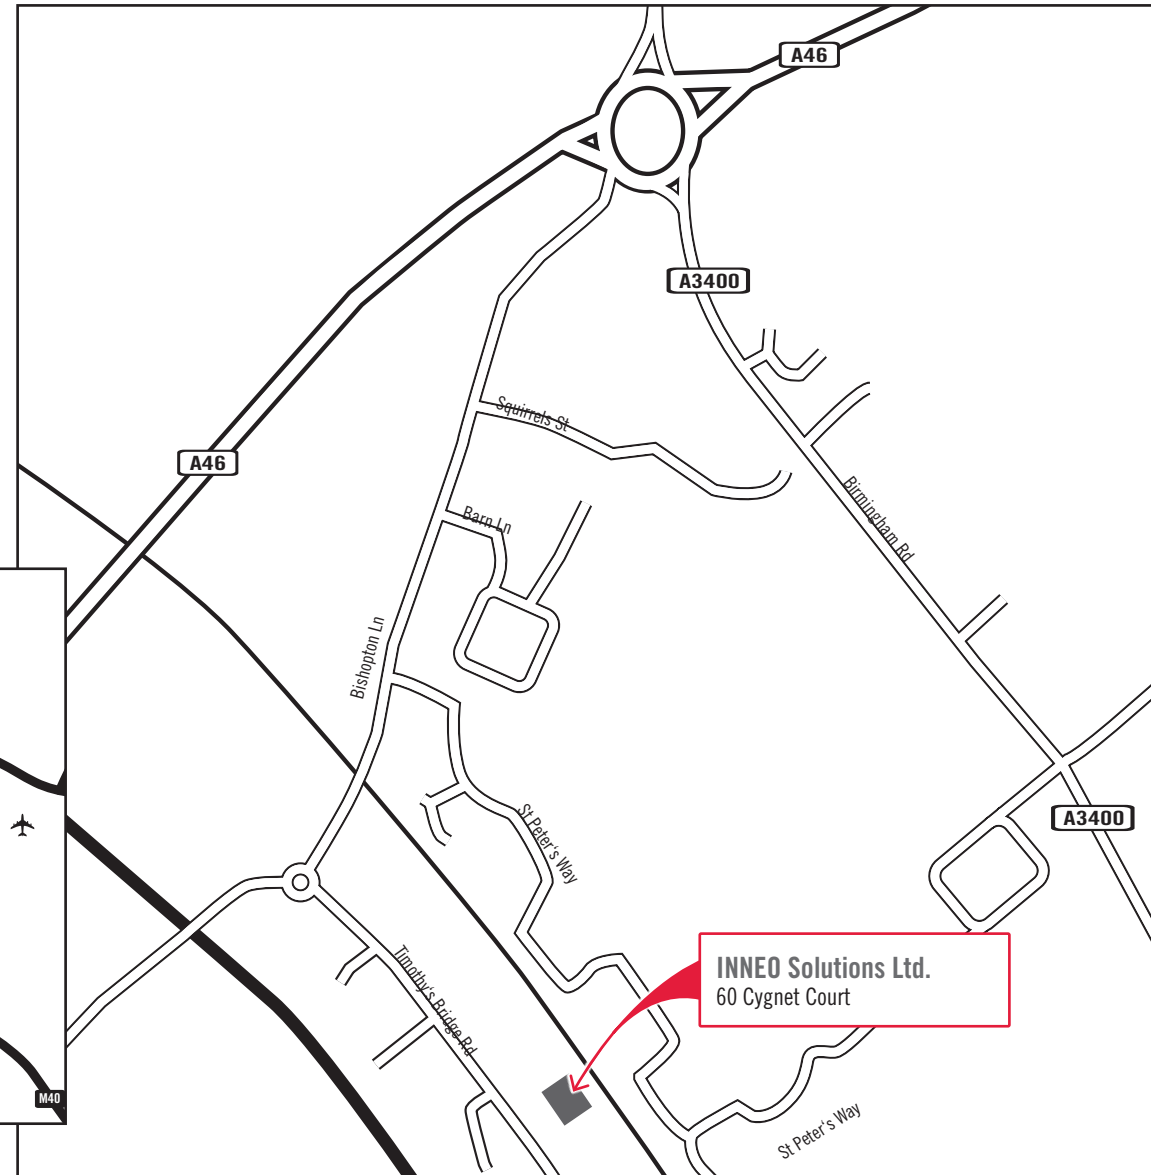 A46
A3400
Squirrels St
A46
Birmingham Rd
Barn Ln
Bishopton Ln
St Peter's Way
A3400
INNEO Solutions Ltd.
60 Cygnet Court
Timothy's Bridge Rd
M40
St Peter's Way